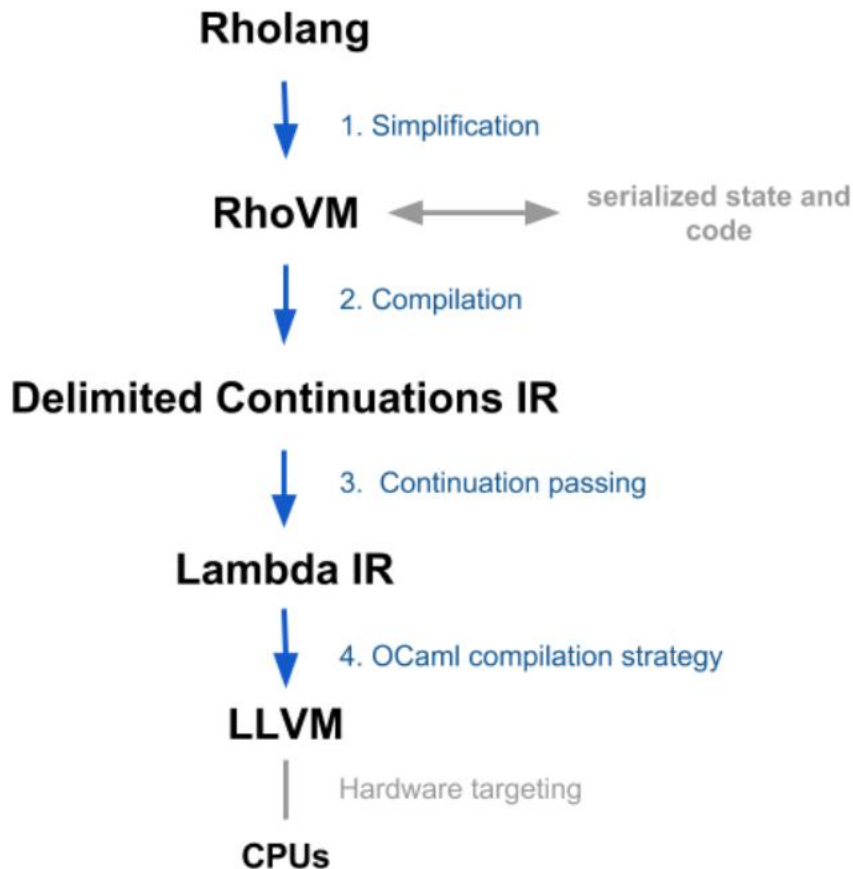 Rholang
1. Simplification
RhoVM
serialized state and
code
2. Compilation
Delimited Continuations IR
3. Continuation passing
Lambda IR
4. OCaml compilation strategy
LLVM
Hardware targeting
CPUs